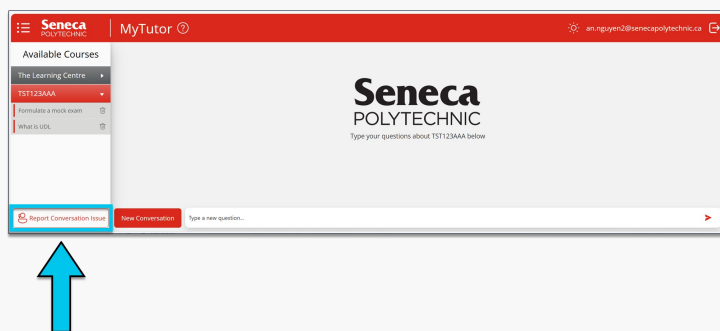 Seneca
POLYTECHNIC
MyTutor
an.nguyen2@senecapolytechnic.ca
Available Courses
The Learning Centre
TST123AAA
Formulate a mock exam
What is UDL
Seneca
POLYTECHNIC
Type your questions about TST123AAA below
Report Conversation Issue
New Conversation
Type a new question...